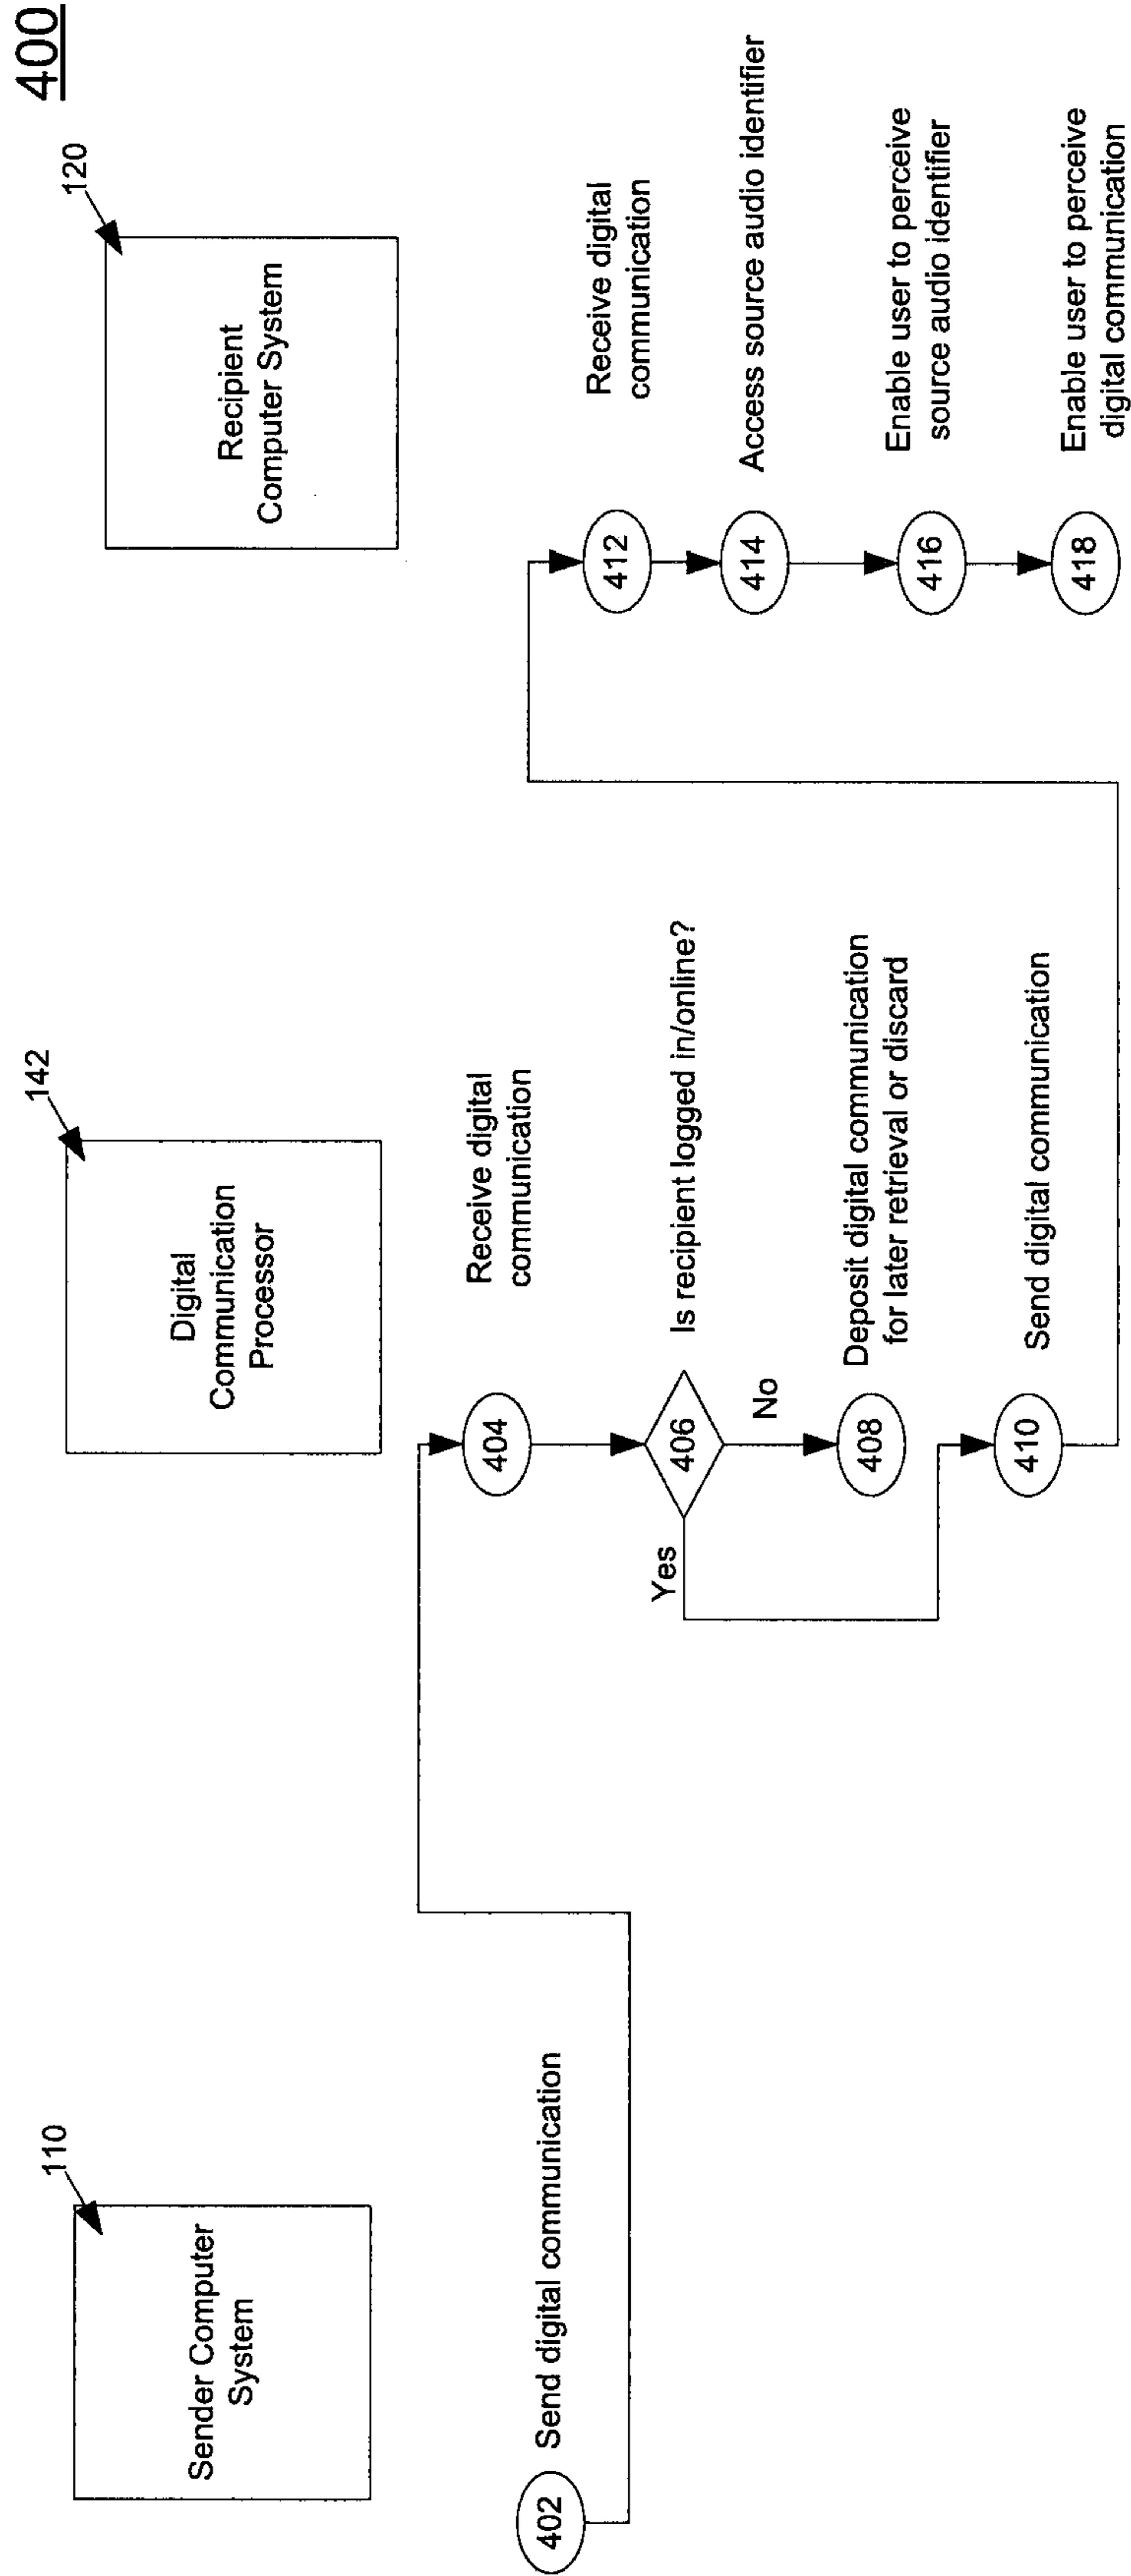 400
110
Sender Computer
System
142
Digital
Communication
Processor
120
Recipient
Computer System
402
Send digital communication
404
Receive digital
communication
406
Is recipient logged in/online?
Yes
No
408
Deposit digital communication
for later retrieval or discard
410
Send digital communication
412
Receive digital
communication
414
Access source audio identifier
416
Enable user to perceive
source audio identifier
418
Enable user to perceive
digital communication